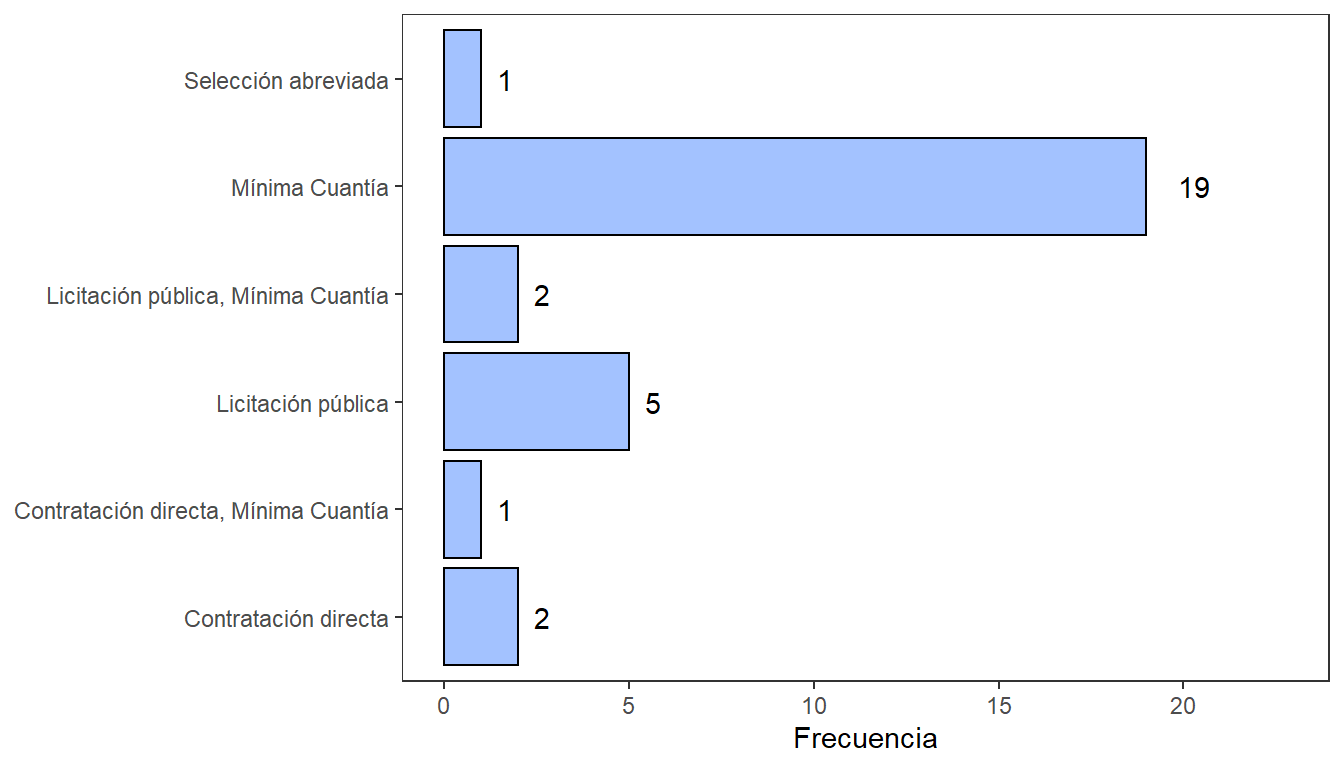 Selección abreviada
1
Mínima Cuantía
19
Licitación pública, Mínima Cuantía
2
Licitación pública
5
Contratación directa, Mínima Cuantía
1
Contratación directa
2
0 5 10 15 20
Frecuencia